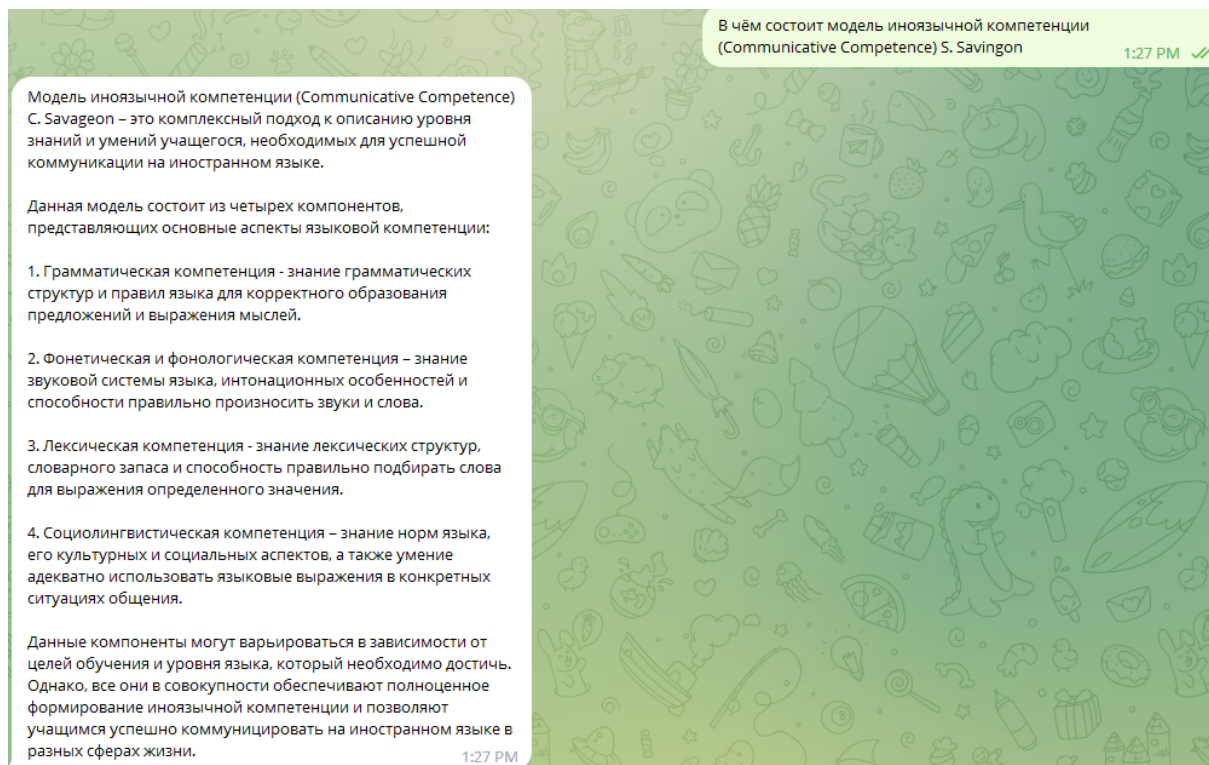 В чём состоит модель иноязычной компетенции
(Communicative Competence) S. Savingon
1:27 PM
Модель иноязычной компетенции (Communicative Competence)
C. Savageon – это комплексный подход к описанию уровня
знаний и умений учащегося, необходимых для успешной
коммуникации на иностранном языке.
Данная модель состоит из четырех компонентов,
представляющих основные аспекты языковой компетенции:
1. Грамматическая компетенция - знание грамматических
структур и правил языка для корректного образования
предложений и выражения мыслей.
2. Фонетическая и фонологическая компетенция – знание
звуковой системы языка, интонационных особенностей и
способности правильно произносить звуки и слова.
3. Лексическая компетенция - знание лексических структур,
словарного запаса и способность правильно подбирать слова
для выражения определенного значения.
4. Социолингвистическая компетенция – знание норм языка,
его культурных и социальных аспектов, а также умение
адекватно использовать языковые выражения в конкретных
ситуациях общения.
Данные компоненты могут варьироваться в зависимости от
целей обучения и уровня языка, который необходимо достичь.
Однако, все они в совокупности обеспечивают полноценное
формирование иноязычной компетенции и позволяют
учащимся успешно коммуницировать на иностранном языке в
разных сферах жизни.
1:27 PM